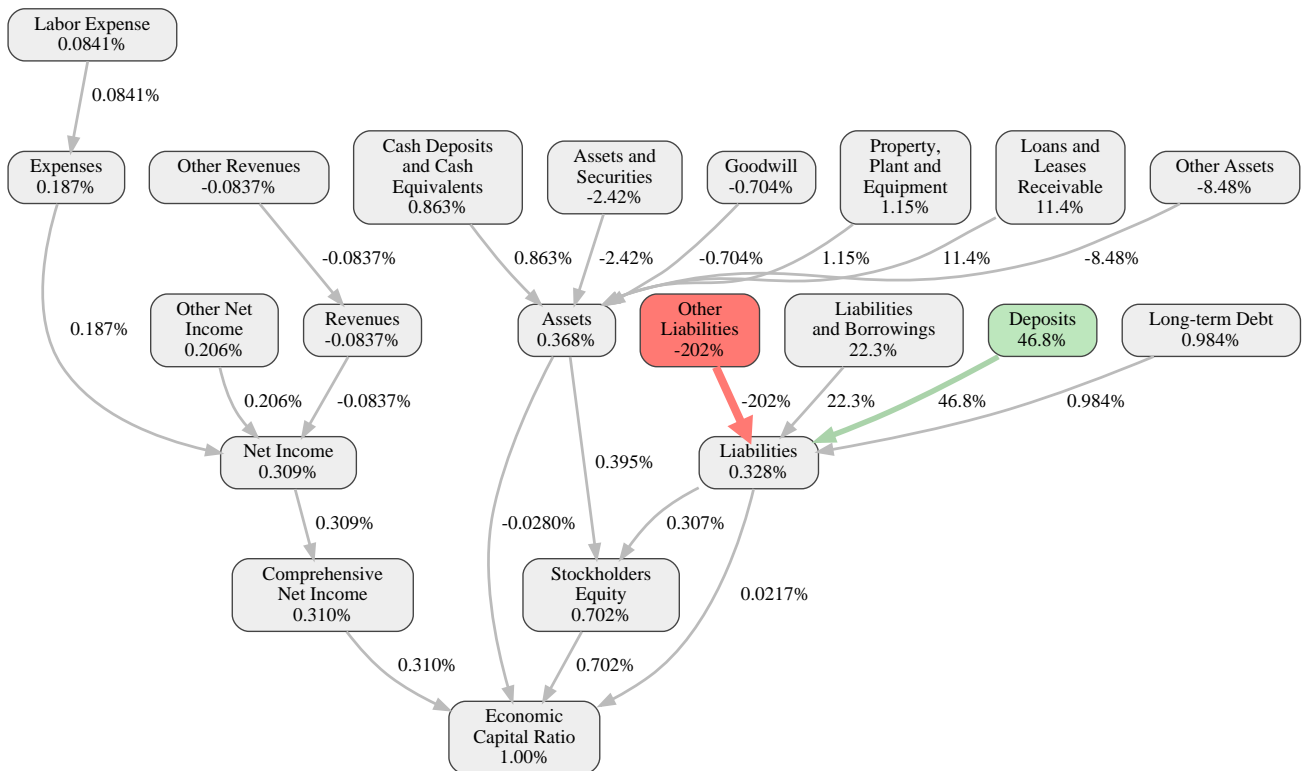 Labor Expense
0.0841%
0.0841%
Expenses
0.187%
Other Revenues
-0.0837%
Cash Deposits
and Cash
Equivalents
0.863%
Assets and
Securities
-2.42%
Goodwill
-0.704%
Property,
Plant and
Equipment
1.15%
Loans and
Leases
Receivable
11.4%
Other Assets
-8.48%
-0.0837%
0.863%
-2.42%
-0.704%
1.15%
11.4%
-8.48%
0.187%
Other Net
Income
0.206%
Revenues
-0.0837%
Assets
0.368%
Other
Liabilities
-202%
Liabilities
and Borrowings
22.3%
Deposits
46.8%
Long-term Debt
0.984%
0.206%
-0.0837%
-202%
22.3%
46.8%
0.984%
Net Income
0.309%
0.395%
Liabilities
0.328%
0.309%
-0.0280%
0.307%
Comprehensive
Net Income
0.310%
Stockholders
Equity
0.702%
0.0217%
0.310%
0.702%
Economic
Capital Ratio
1.00%